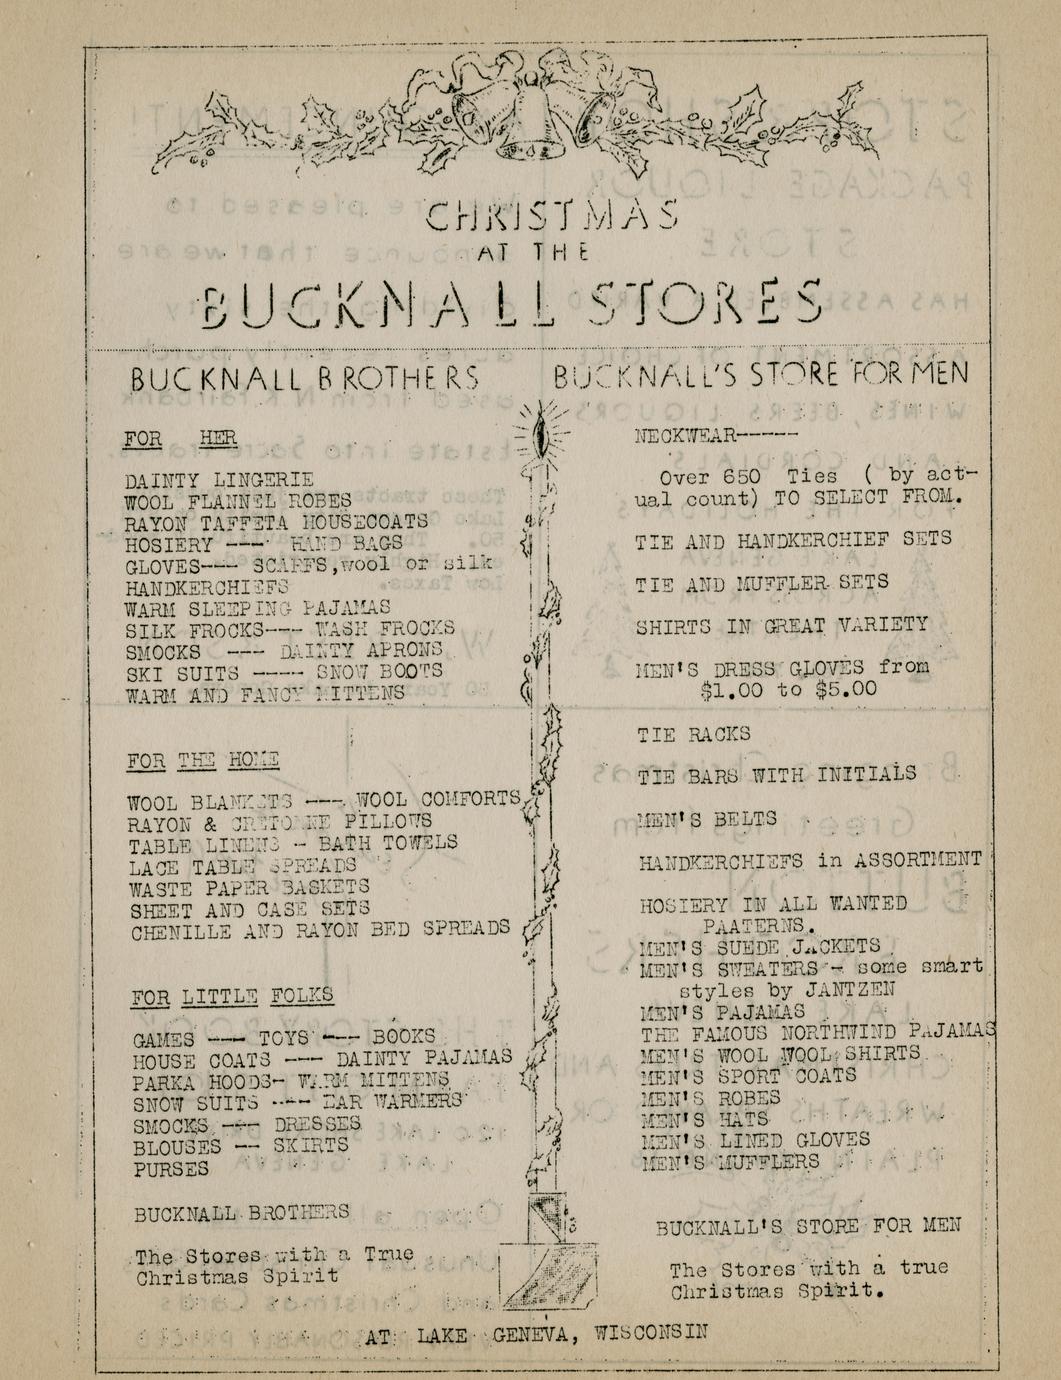 CHRISTMAS
AT THE
BUCKNALL STORES
BUCKNALL BROTHERS
FOR HER
DAINTY LINGERIE
WOOL FLANNEL ROBES
RAYON TAFFETA HOUSECOATS
HOSIERY --- HAND BAGS
GLOVES--- SCARFS,wool or silk
HANDKERCHIEFS
WARM SLEEPING PAJAMAS
SILK FROCKS--- WASH FROCKS
SMOCKS --- DAINTY APRONS
SKI SUITS ---- SNOW BOOTS
WARM AND FANCY MITTENS
FOR THE HOME
WOOL BLANKETS ---. WOOL COMFORTS
RAYON & CRETONNE PILLOWS
TABLE LINENS - BATH TOWELS
LACE TABLE SPREADS
WASTE PAPER BASKETS
SHEET AND CASE SETS
CHENILLE AND RAYON BED SPREADS
FOR LITTLE FOLKS
GAMES --- TOYS --- BOOKS
HOUSE COATS --- DAINTY PAJAMAS
PARKA HOODS- WARM MITTENS
SNOW SUITS ---- EAR WARMERS
SMOCKS --- DRESSES
BLOUSES -- SKIRTS
PURSES
BUCKNALL BROTHERS
The Stores with a True
Christmas Spirit
BUCKNALL'S STORE FOR MEN
NECKWEAR-----
Over 650 Ties ( by act-
ual count) TO SELECT FROM.
TIE AND HANDKERCHIEF SETS
TIE AND MUFFLER SETS
SHIRTS IN GREAT VARIETY
MEN'S DRESS GLOVES from
$1.00 to $5.00
TIE RACKS
TIE BARS WITH INITIALS
MEN'S BELTS
HANDKERCHIEFS in ASSORTMENT
HOSIERY IN ALL WANTED
PAATERNS.
MEN'S SUEDE JACKETS
MEN'S SWEATERS - some smart
styles by JANTZEN
MEN'S PAJAMAS
THE FAMOUS NORTHWIND PAJAMAS
MEN'S WOOL WOOL SHIRTS
MEN'S SPORT COATS
MEN'S ROBES
MEN'S HATS
MEN'S LINED GLOVES
MEN'S MUFFLERS
BUCKNALL'S STORE FOR MEN
The Stores with a true
Christmas Spirit.
AT LAKE GENEVA, WISCONSIN